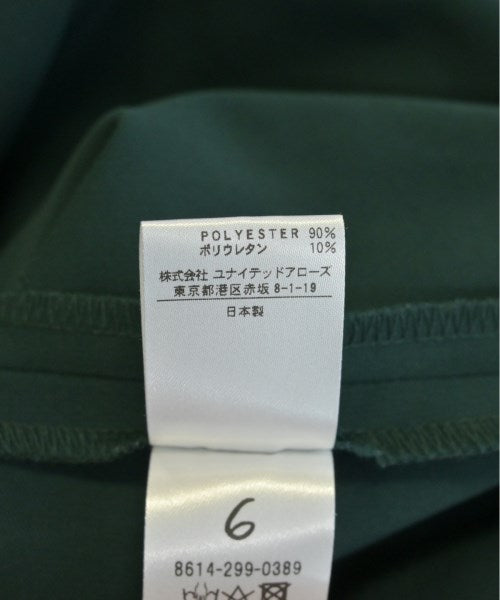 POLYESTER 90%
ポリウレタン 10%
株式会社 ユナイテッドアローズ
東京都港区赤坂8-1-19
日本製
9
8614-299-0389